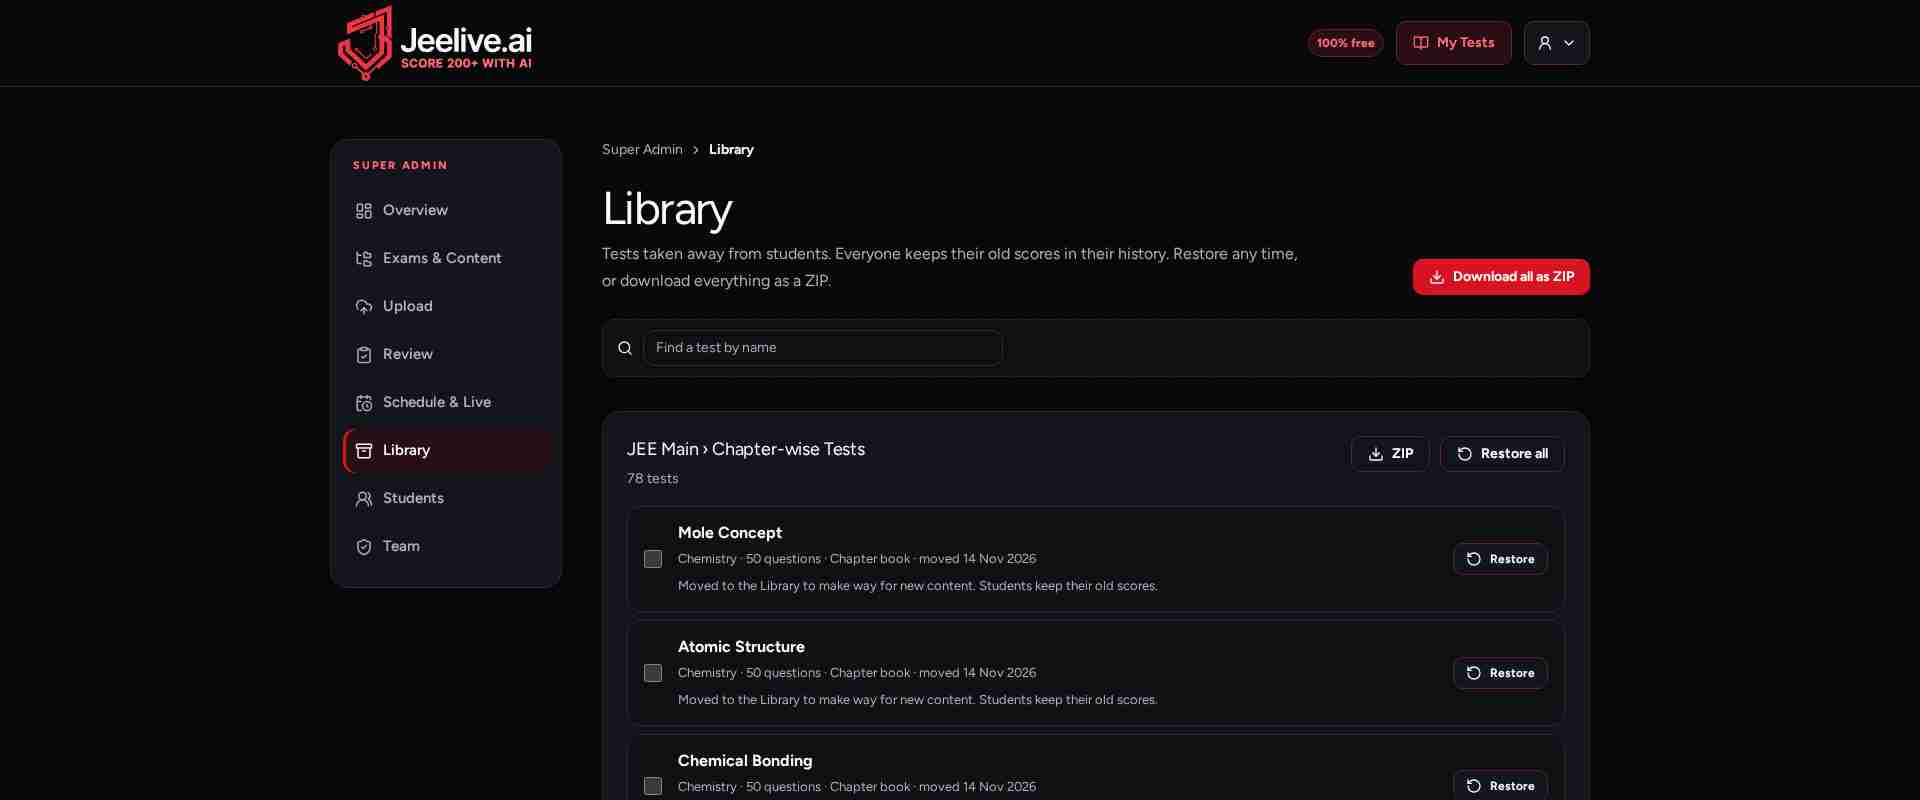 Jeelive.ai
SCORE 200+ WITH AI
100% free
My Tests
SUPER ADMIN
Overview
Exams & Content
Upload
Review
Schedule & Live
Library
Students
Team
Super Admin > Library
Library
Tests taken away from students. Everyone keeps their old scores in their history. Restore any time,
or download everything as a ZIP.
Download all as ZIP
Find a test by name
JEE Main › Chapter-wise Tests
78 tests
ZIP
Restore all
Mole Concept
Chemistry · 50 questions · Chapter book · moved 14 Nov 2026
Moved to the Library to make way for new content. Students keep their old scores.
Restore
Atomic Structure
Chemistry · 50 questions · Chapter book · moved 14 Nov 2026
Moved to the Library to make way for new content. Students keep their old scores.
Restore
Chemical Bonding
Chemistry · 50 questions · Chapter book · moved 14 Nov 2026
Restore